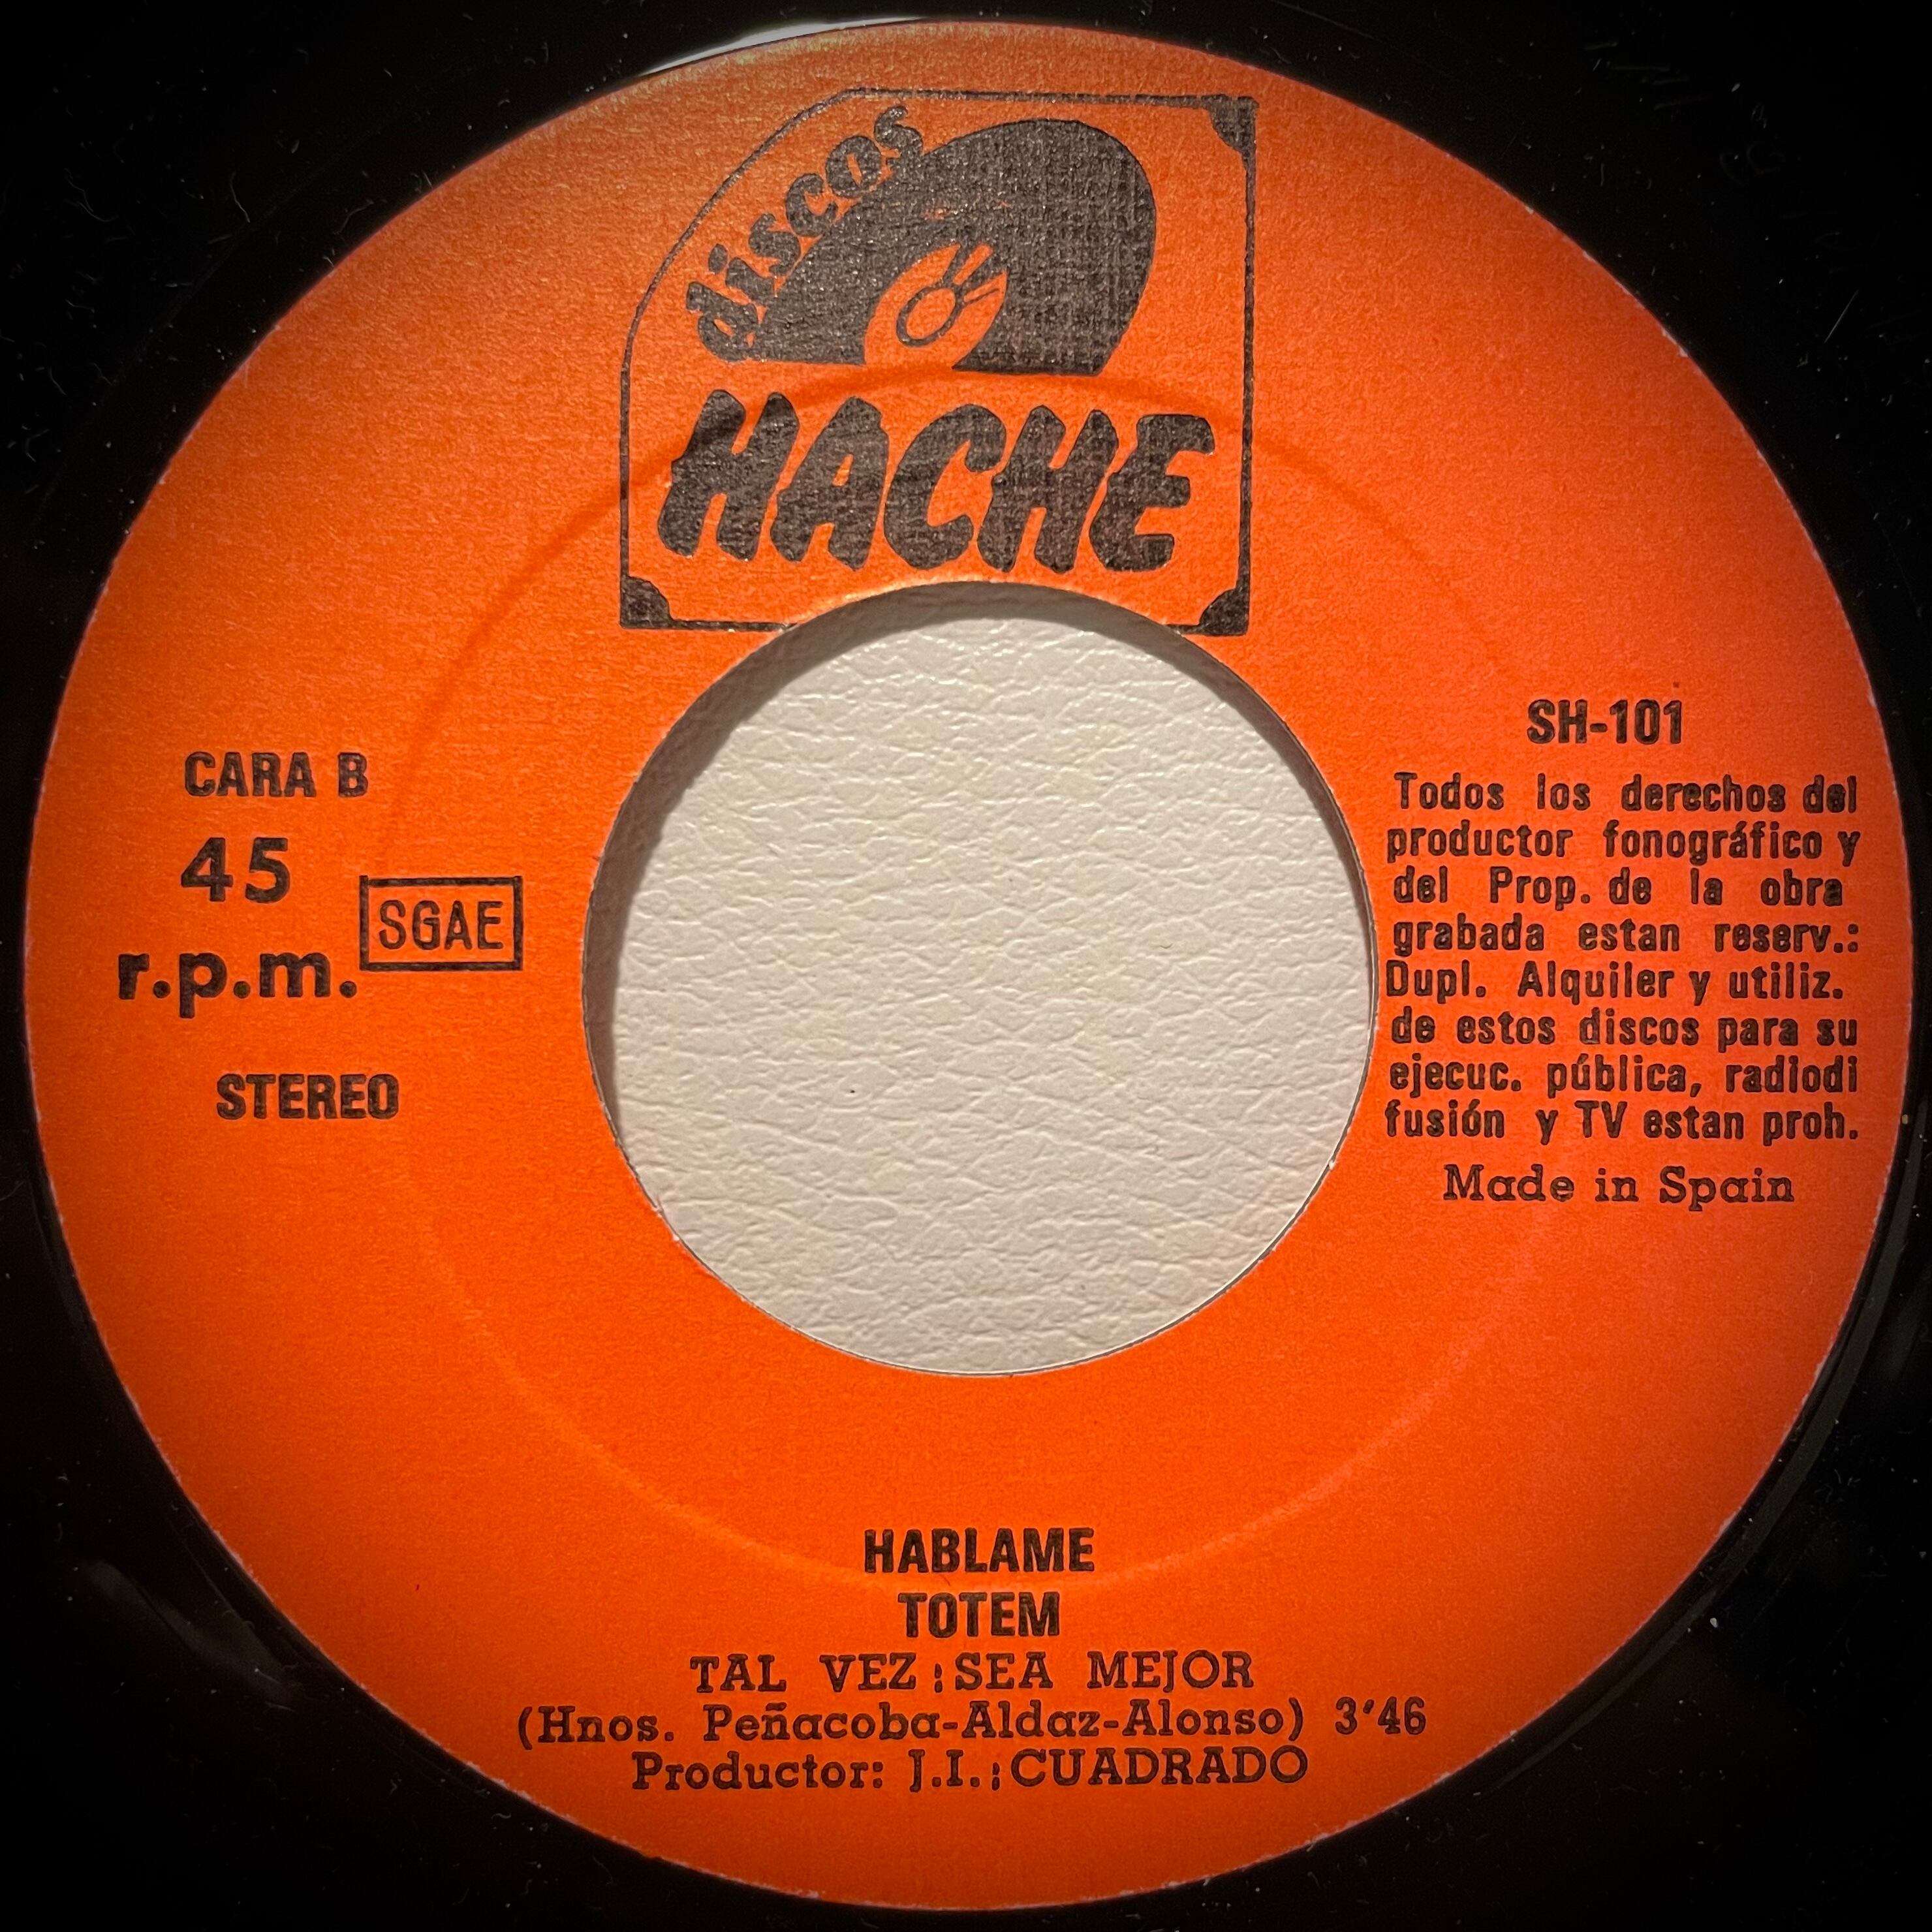 discos
HACHE
CARA B
45
r.p.m.
SGAE
STEREO
SH-101
Todos los derechos del
productor fonográfico y
del Prop. de la obra
grabada estan reserv.:
Dupl. Alquiler y utiliz.
de estos discos para su
ejecuc. pública, radiodi
fusión y TV estan proh.
Made in Spain
HABLAME
TOTEM
TAL VEZ ¡SEA MEJOR
(Hnos. Peñacoba-Aldaz-Alonso) 3'46
Productor: J.I.¡CUADRADO